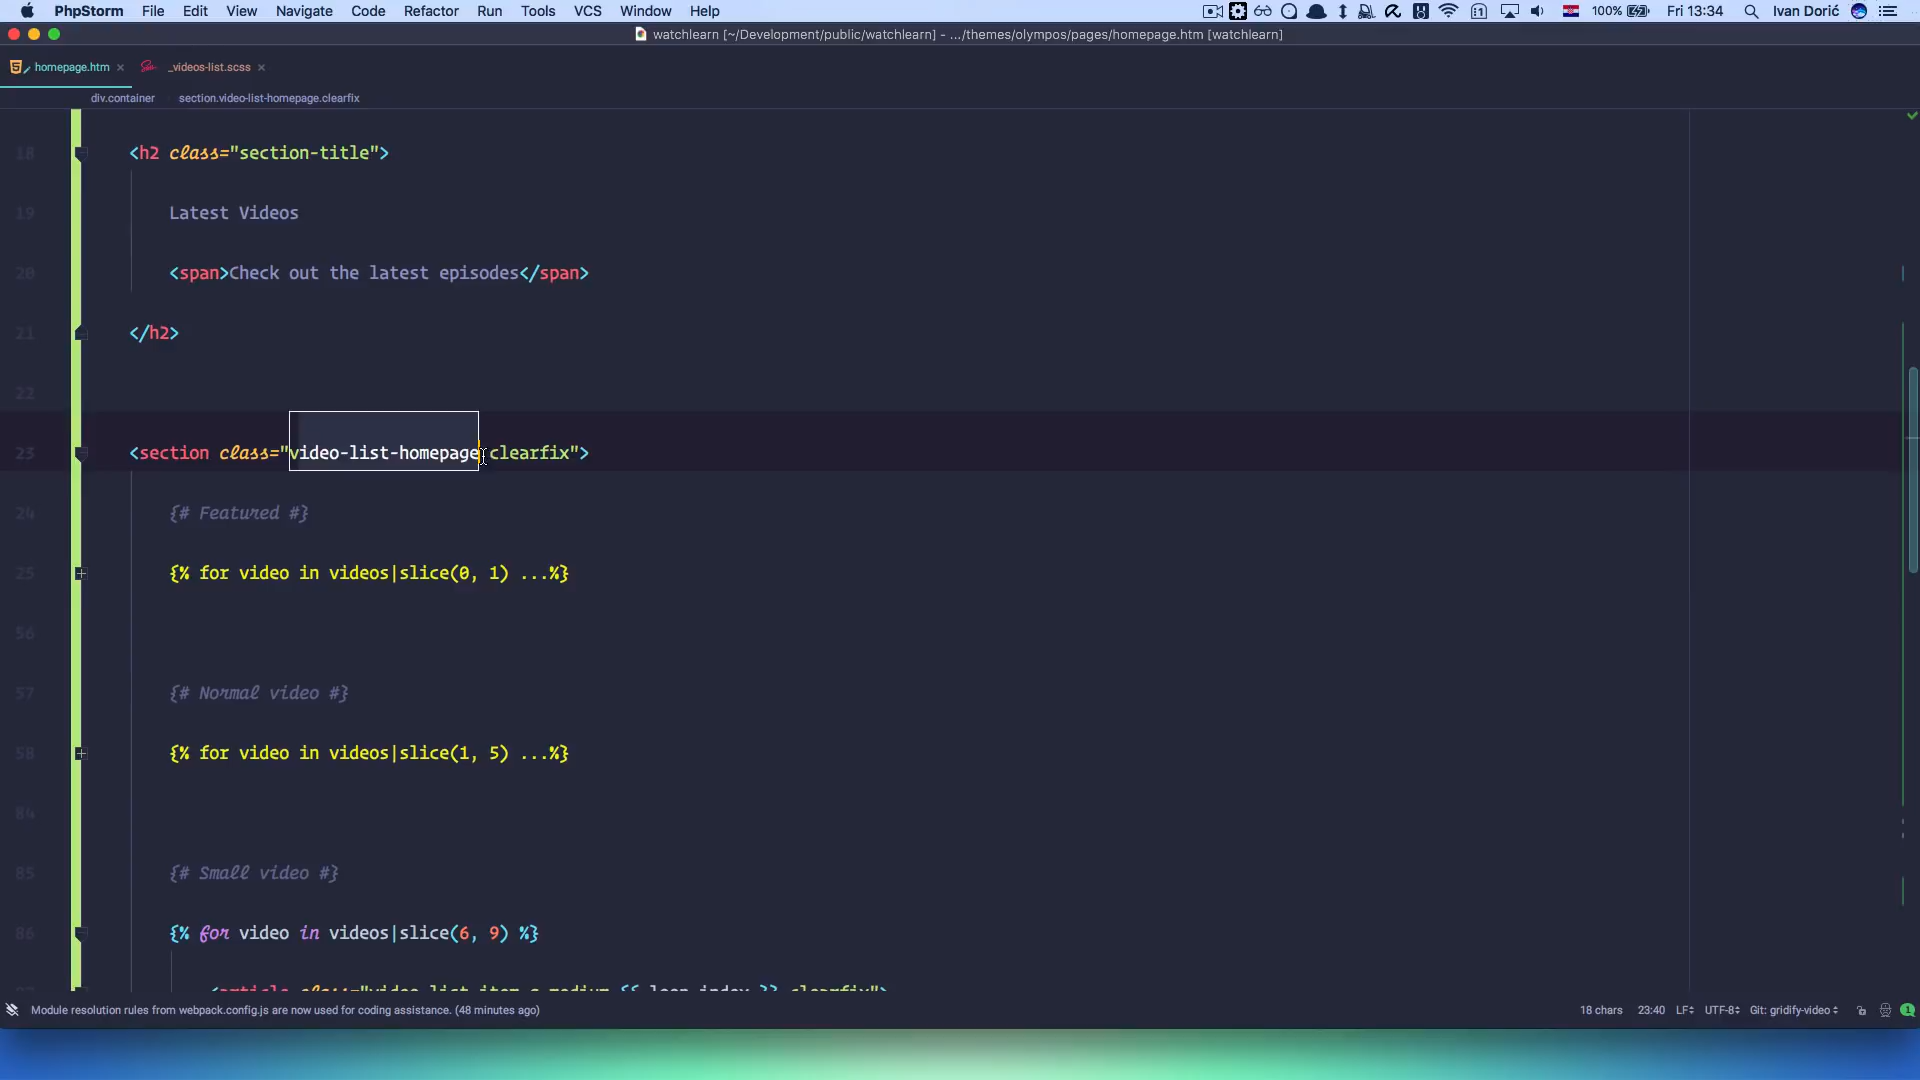 PhpStorm File Edit View Navigate Code Refactor Run Tools VCS Window Help 100% Fri 13:34 Ivan Dorić
watchlearn [~/Development/public/watchlearn] - .../themes/olympos/pages/homepage.htm [watchlearn]
homepage.htm _videos-list.scss
div.container section.video-list-homepage.clearfix
18 <h2 class="section-title">
19 Latest Videos
20 <span>Check out the latest episodes</span>
21 </h2>
22
23 <section class="video-list-homepage clearfix">
24 {# Featured #}
25 {% for video in videos|slice(0, 1) ...%}
56
57 {# Normal video #}
58 {% for video in videos|slice(1, 5) ...%}
84
85 {# Small video #}
86 {% for video in videos|slice(6, 9) %}
Module resolution rules from webpack.config.js are now used for coding assistance. (48 minutes ago) 18 chars 23:40 LF UTF-8 Git: gridify-video 1